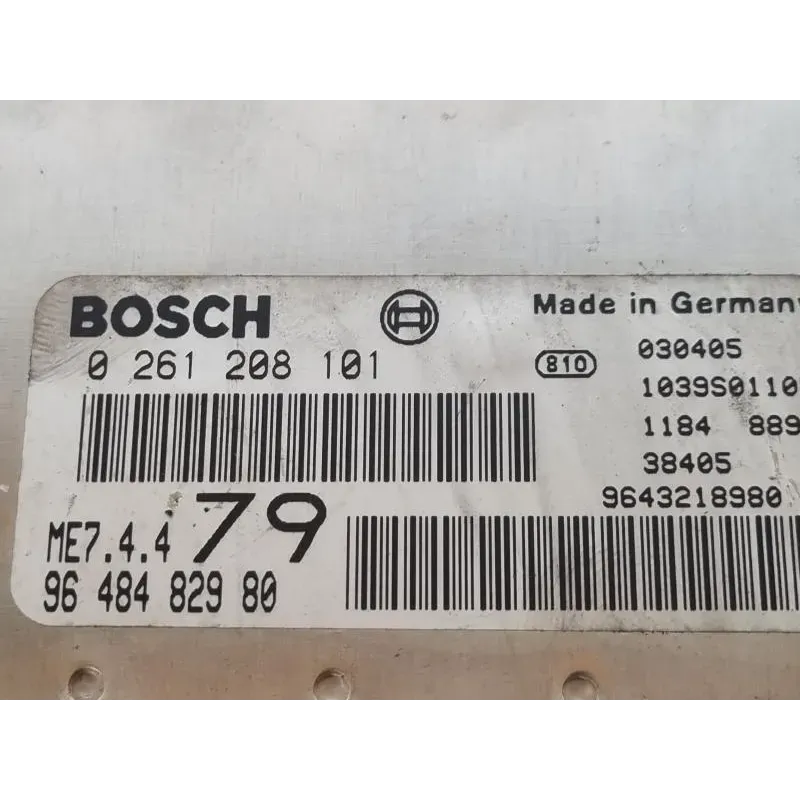 BOSCH
Made in Germany
0 261 208 101
810
030405
1039S0110
1184 889
38405
9643218980
ME7.4.4 79
96 484 829 80